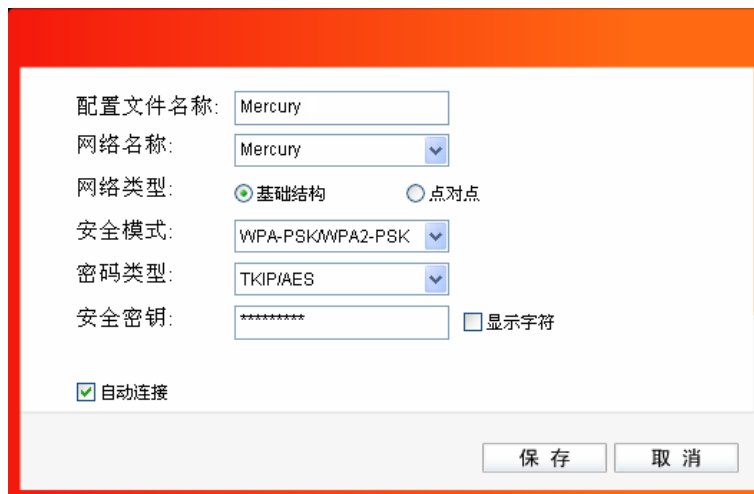 配置文件名称: Mercury
网络名称: Mercury
网络类型: 基础结构 点对点
安全模式: WPA-PSK/WPA2-PSK
密码类型: TKIP/AES
安全密钥: ********* 显示字符
自动连接
保存 取消